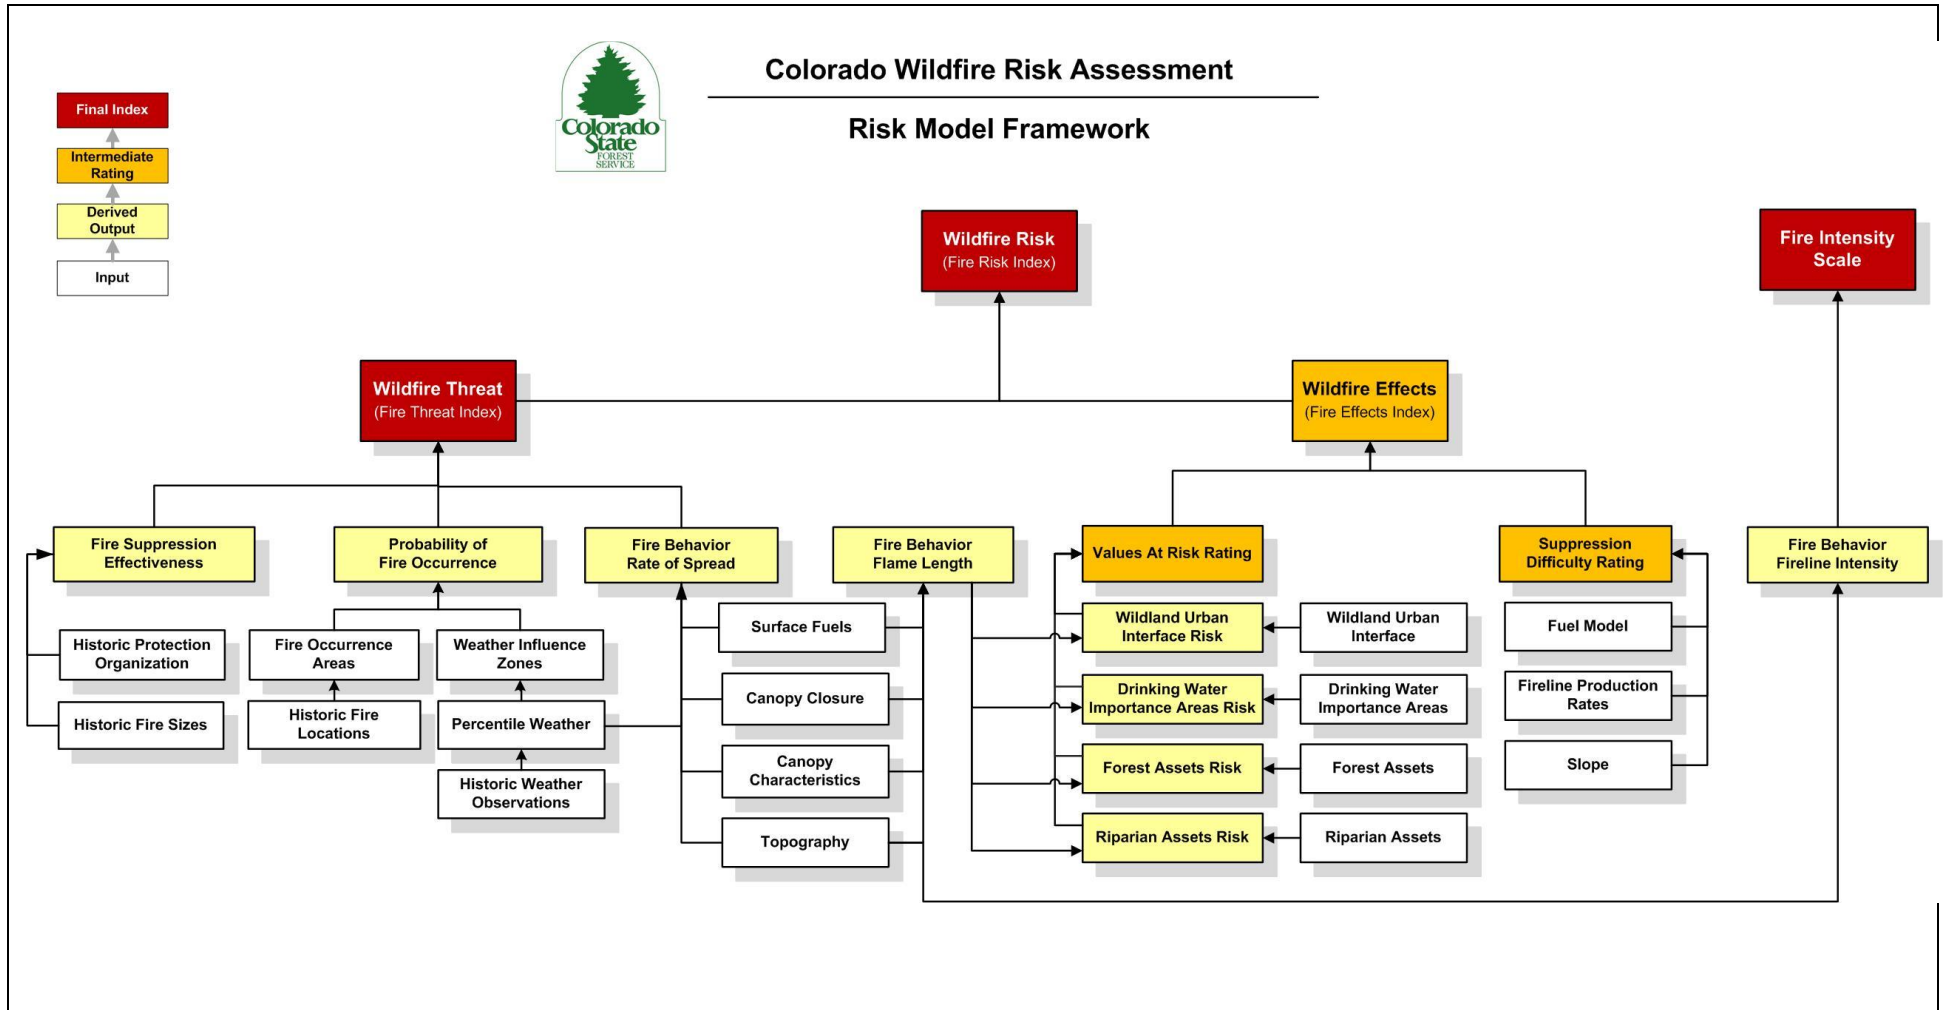 Colorado Wildfire Risk Assessment
Risk Model Framework
Colorado
State
FOREST
SERVICE
Final Index
Intermediate
Rating
Derived
Output
Input
Wildfire Risk
(Fire Risk Index)
Fire Intensity
Scale
Wildfire Threat
(Fire Threat Index)
Wildfire Effects
(Fire Effects Index)
Fire Suppression
Effectiveness
Probability of
Fire Occurrence
Fire Behavior
Rate of Spread
Fire Behavior
Flame Length
Values At Risk Rating
Suppression
Difficulty Rating
Fire Behavior
Fireline Intensity
Historic Protection
Organization
Historic Fire Sizes
Fire Occurrence
Areas
Historic Fire
Locations
Weather Influence
Zones
Percentile Weather
Historic Weather
Observations
Surface Fuels
Canopy Closure
Canopy
Characteristics
Topography
Wildland Urban
Interface Risk
Drinking Water
Importance Areas Risk
Forest Assets Risk
Riparian Assets Risk
Wildland Urban
Interface
Drinking Water
Importance Areas
Forest Assets
Riparian Assets
Fuel Model
Fireline Production
Rates
Slope